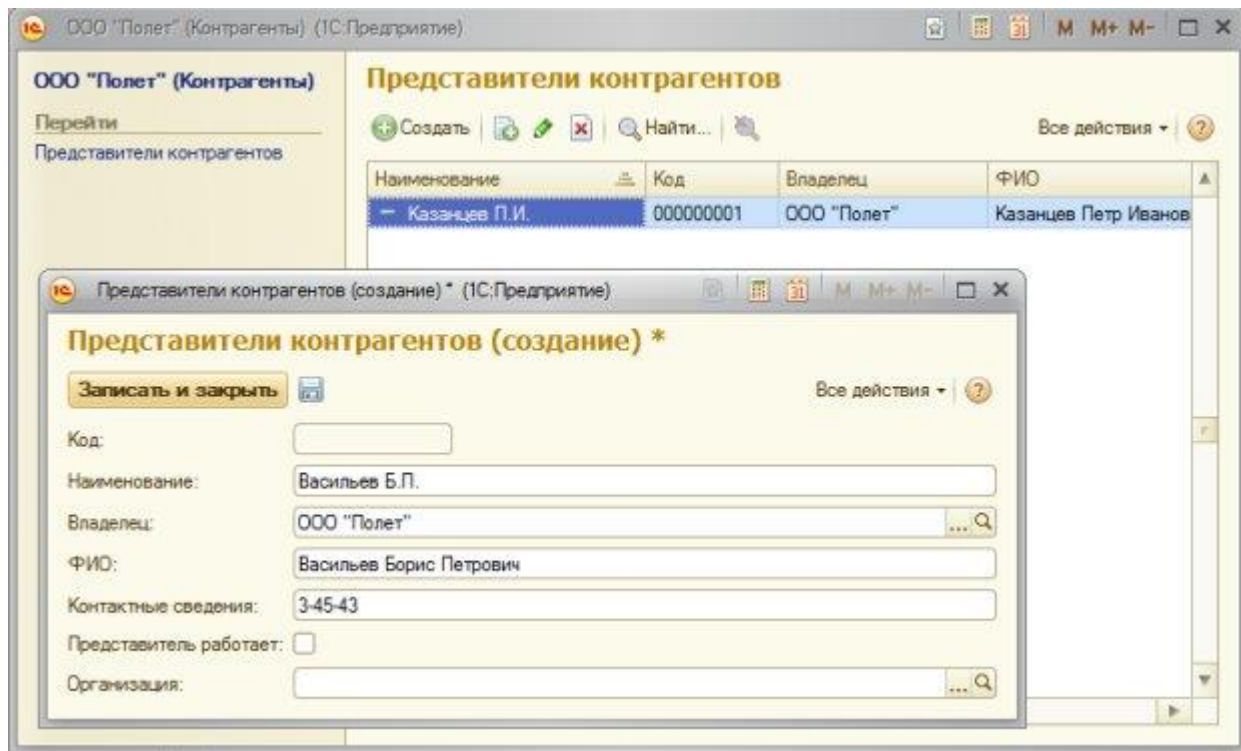 ООО "Полет" (Контрагенты) (1С:Предприятие)
M M+ M-
ООО "Полет" (Контрагенты)
Перейти
Представители контрагентов
Представители контрагентов
Создать Найти... Все действия
Наименование Код Владелец ФИО
Казанцев П.И. 000000001 ООО "Полет" Казанцев Петр Иванов
Представители контрагентов (создание) * (1С:Предприятие)
M M+ M-
Представители контрагентов (создание) *
Записать и закрыть Все действия
Код:
Наименование: Васильев Б.П.
Владелец: ООО "Полет" ...
ФИО: Васильев Борис Петрович
Контактные сведения: 3-45-43
Представитель работает:
Организация: ...